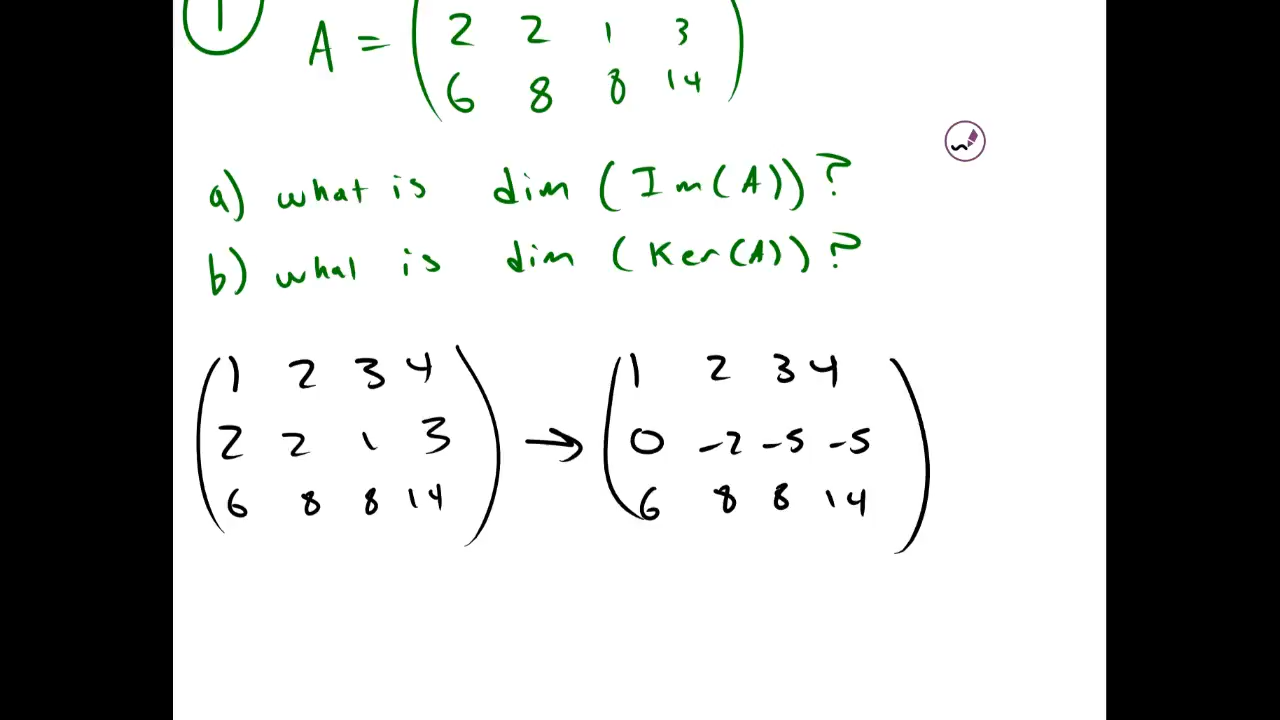 1
A = ( 2 2 1 3
6 8 8 14 )
a) what is dim (Im(A))?
b) what is dim (Ker(A))?
( 1 2 3 4 → ( 1 2 3 4
2 2 1 3 0 -2 -5 -5
6 8 8 14 ) 6 8 8 14 )